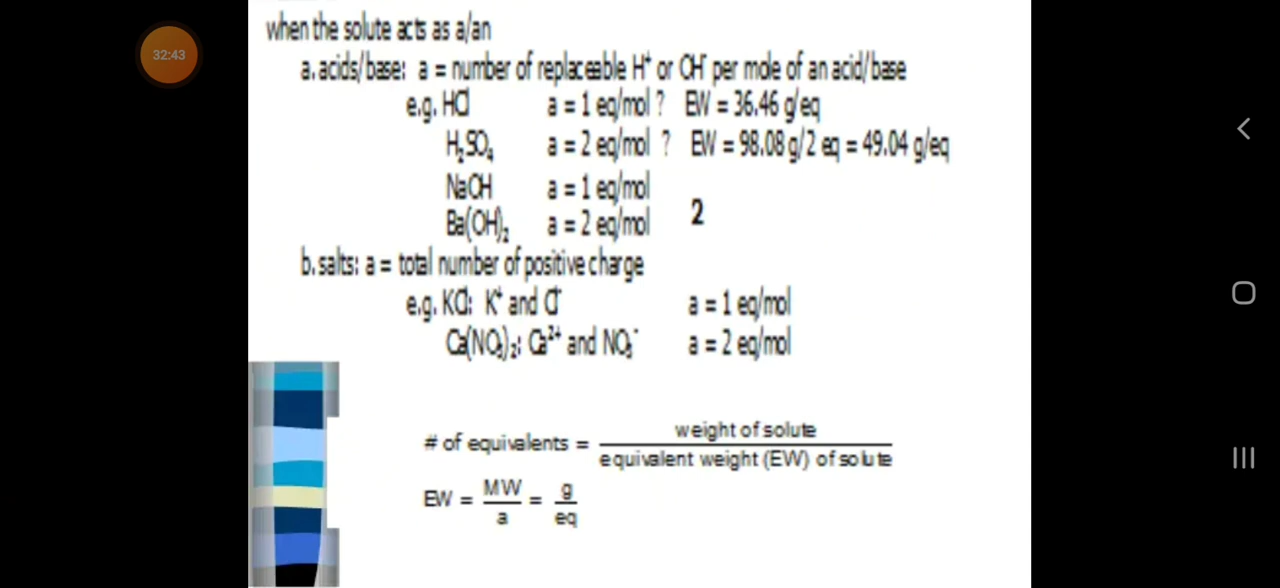 32:43
when the solute acts as a/an
a. acids/base: a = number of replaceable H⁺ or OH⁻ per mole of an acid/base
e.g. HCl a = 1 eq/mol ? EW = 36.46 g/eq
H₂SO₄ a = 2 eq/mol ? EW = 98.08 g/2 eq = 49.04 g/eq
NaOH a = 1 eq/mol
Ba(OH)₂ a = 2 eq/mol 2
b. salts: a = total number of positive charge
e.g. KCl: K⁺ and Cl⁻ a = 1 eq/mol
Ca(NO₃)₂: Ca²⁺ and NO₃⁻ a = 2 eq/mol
# of equivalents = weight of solute
equivalent weight (EW) of solute
EW = MW = g
a eq